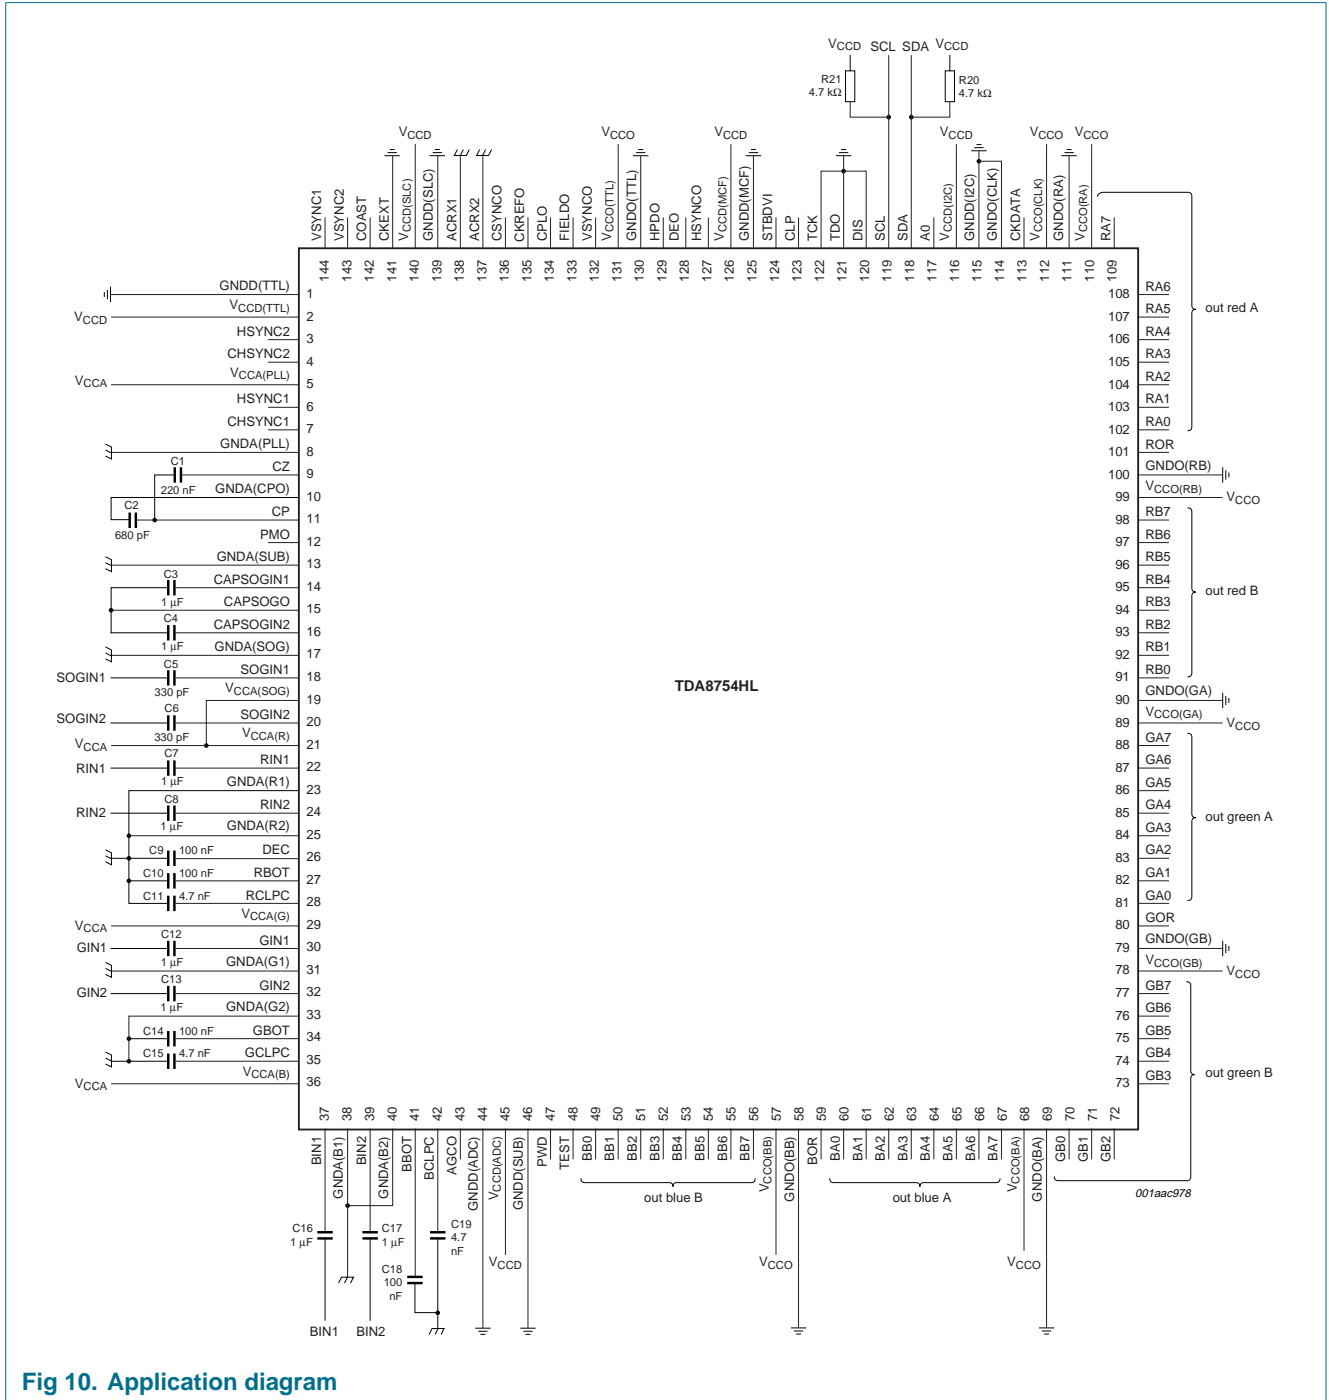 VCCD SCL SDA VCCD
R21 4.7 kΩ
R20 4.7 kΩ
VCCD VCCO VCCD VCCD VCCO VCCO
VSYNC1 VSYNC2 COAST CKEXT VCCD(SLC) GNDD(SLC) ACRX1 ACRX2 CSYNCO CKREFO CPLO FIELDO VSYNCO VCCO(TTL) GNDO(TTL) HPDO DEO HSYNCO VCCD(MCF) GNDD(MCF) STBDVI CLP TCK TDO DIS SCL SDA A0 VCCD(I2C) GNDD(I2C) GNDO(CLK) CKDATA VCCO(CLK) GNDO(RA) VCCO(RA) RA7
144 143 142 141 140 139 138 137 136 135 134 133 132 131 130 129 128 127 126 125 124 123 122 121 120 119 118 117 116 115 114 113 112 111 110 109
GNDD(TTL) 1
VCCD VCCD(TTL) 2
HSYNC2 3
CHSYNC2 4
VCCA VCCA(PLL) 5
HSYNC1 6
CHSYNC1 7
GNDA(PLL) 8
C1 220 nF CZ 9
GNDA(CPO) 10
C2 680 pF CP 11
PMO 12
GNDA(SUB) 13
C3 1 μF CAPSOGIN1 14
CAPSOGO 15
C4 1 μF CAPSOGIN2 16
GNDA(SOG) 17
SOGIN1 C5 330 pF SOGIN1 18
VCCA(SOG) 19
SOGIN2 C6 330 pF SOGIN2 20
VCCA VCCA(R) 21
RIN1 C7 1 μF RIN1 22
GNDA(R1) 23
RIN2 C8 1 μF RIN2 24
GNDA(R2) 25
C9 100 nF DEC 26
C10 100 nF RBOT 27
C11 4.7 nF RCLPC 28
VCCA VCCA(G) 29
GIN1 C12 1 μF GIN1 30
GNDA(G1) 31
GIN2 C13 1 μF GIN2 32
GNDA(G2) 33
C14 100 nF GBOT 34
C15 4.7 nF GCLPC 35
VCCA VCCA(B) 36
TDA8754HL
108 RA6
107 RA5
106 RA4
105 RA3
104 RA2
103 RA1
102 RA0
out red A
101 ROR
100 GNDO(RB)
99 VCCO(RB) VCCO
98 RB7
97 RB6
96 RB5
95 RB4
94 RB3
93 RB2
92 RB1
91 RB0
out red B
90 GNDO(GA)
89 VCCO(GA) VCCO
88 GA7
87 GA6
86 GA5
85 GA4
84 GA3
83 GA2
82 GA1
81 GA0
out green A
80 GOR
79 GNDO(GB)
78 VCCO(GB) VCCO
77 GB7
76 GB6
75 GB5
74 GB4
73 GB3
out green B
37 38 39 40 41 42 43 44 45 46 47 48 49 50 51 52 53 54 55 56 57 58 59 60 61 62 63 64 65 66 67 68 69 70 71 72
BIN1 GNDA(B1) BIN2 GNDA(B2) BBOT BCLPC AGCO GNDD(ADC) VCCD(ADC) GNDD(SUB) PWD TEST BB0 BB1 BB2 BB3 BB4 BB5 BB6 BB7 VCCO(BB) GNDO(BB) BOR BA0 BA1 BA2 BA3 BA4 BA5 BA6 BA7 VCCO(BA) GNDO(BA) GB0 GB1 GB2
out blue B out blue A
001aac978
C16 1 μF
C17 1 μF
C19 4.7 nF
C18 100 nF
VCCD VCCO VCCO
BIN1 BIN2
Fig 10. Application diagram